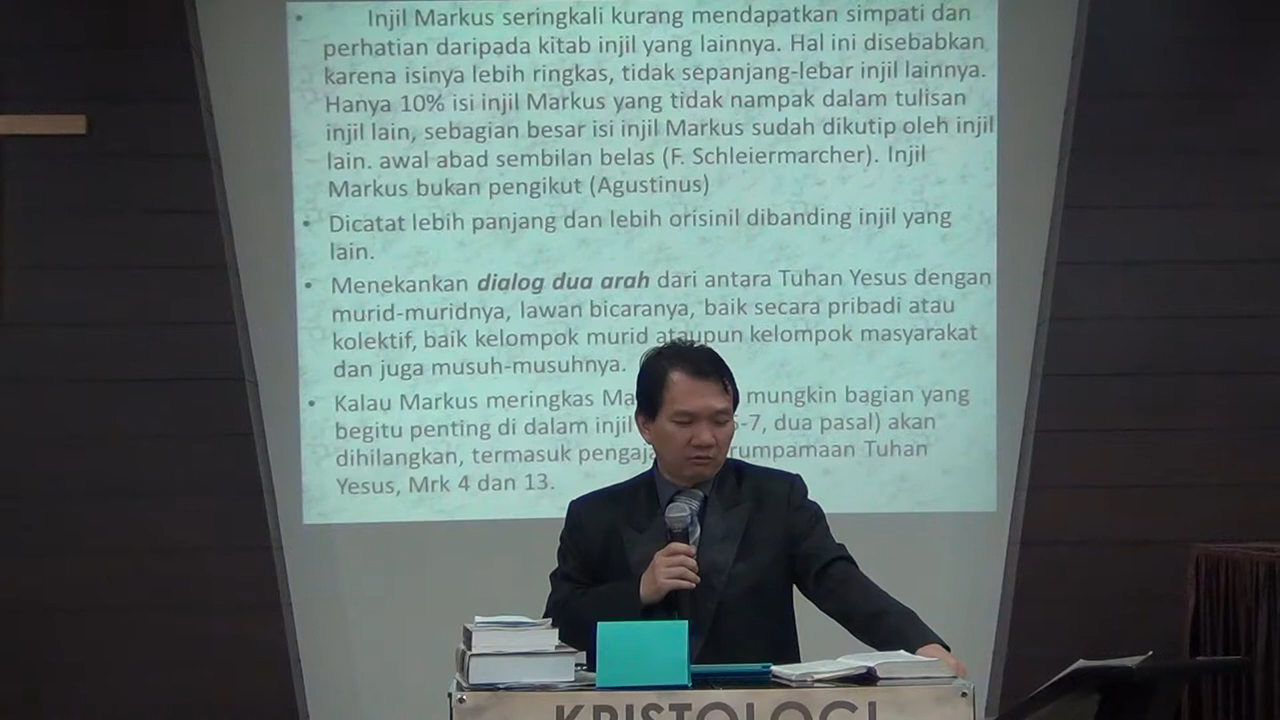 • Injil Markus seringkali kurang mendapatkan simpati dan
perhatian daripada kitab injil yang lainnya. Hal ini disebabkan
karena isinya lebih ringkas, tidak sepanjang-lebar injil lainnya.
Hanya 10% isi injil Markus yang tidak nampak dalam tulisan
injil lain, sebagian besar isi injil Markus sudah dikutip oleh injil
lain. awal abad sembilan belas (F. Schleiermarcher). Injil
Markus bukan pengikut (Agustinus)
• Dicatat lebih panjang dan lebih orisinil dibanding injil yang
lain.
• Menekankan dialog dua arah dari antara Tuhan Yesus dengan
murid-muridnya, lawan bicaranya, baik secara pribadi atau
kolektif, baik kelompok murid ataupun kelompok masyarakat
dan juga musuh-musuhnya.
• Kalau Markus meringkas mungkin bagian yang
begitu penting di dalam injil -7, dua pasal) akan
dihilangkan, termasuk Tuhan
Yesus, Mrk 4 dan 13.
KRISTOLOGI